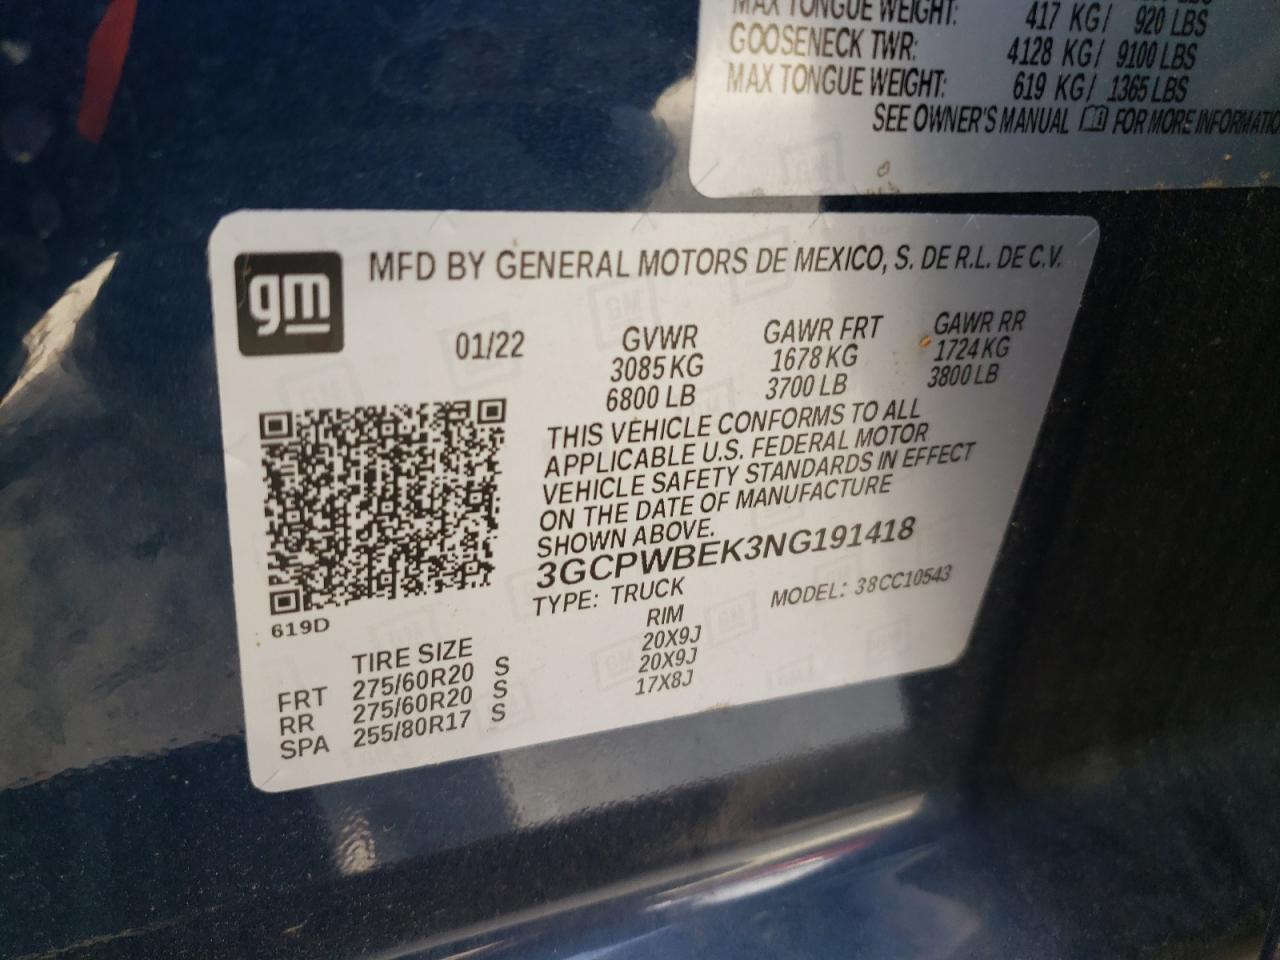 MAX TONGUE WEIGHT: 417 KG/ 920 LBS
GOOSENECK TWR: 4128 KG/ 9100 LBS
MAX TONGUE WEIGHT: 619 KG/ 1365 LBS
SEE OWNER'S MANUAL FOR MORE INFORMATIO
gm
MFD BY GENERAL MOTORS DE MEXICO, S. DE R.L. DE C.V.
01/22 GVWR GAWR FRT GAWR RR
3085 KG 1678 KG 1724 KG
6800 LB 3700 LB 3800 LB
THIS VEHICLE CONFORMS TO ALL
APPLICABLE U.S. FEDERAL MOTOR
VEHICLE SAFETY STANDARDS IN EFFECT
ON THE DATE OF MANUFACTURE
SHOWN ABOVE.
3GCPWBEK3NG191418
TYPE: TRUCK MODEL: 38CC10543
619D
TIRE SIZE RIM
FRT 275/60R20 S 20X9J
RR 275/60R20 S 20X9J
SPA 255/80R17 S 17X8J